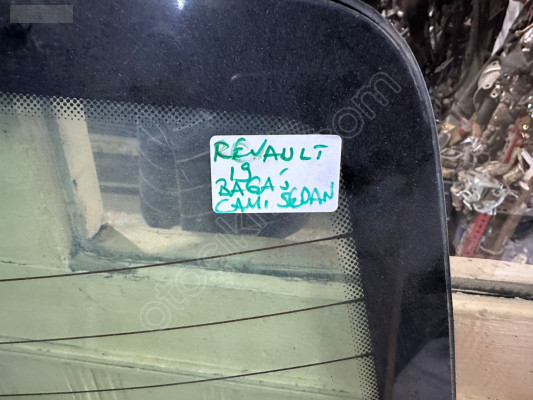 RENAULT
19
BAGAJ
CAMI SEDAN